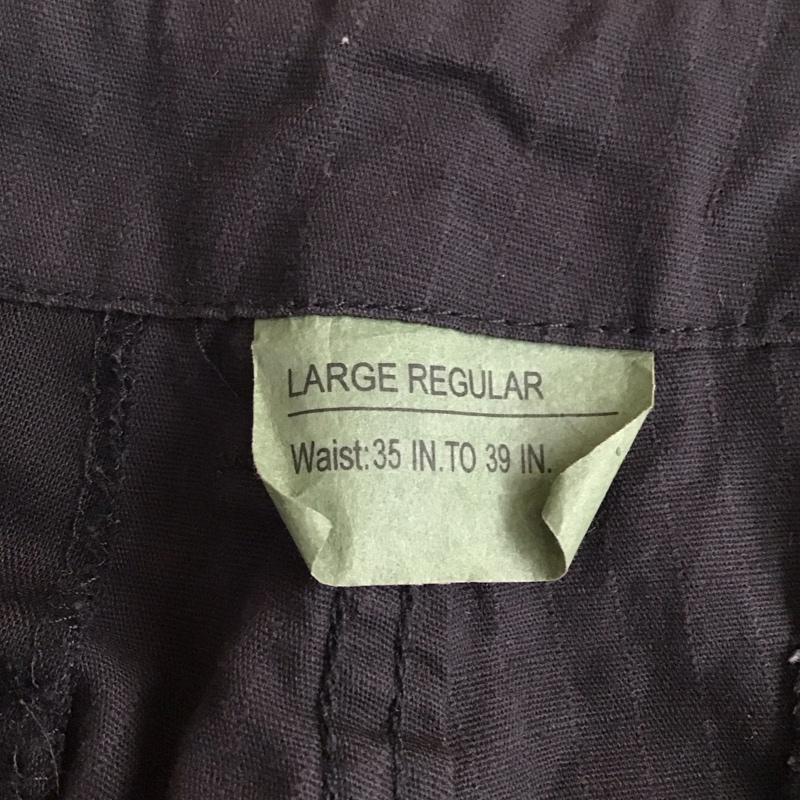 LARGE REGULAR
Waist:35 IN.TO 39 IN.